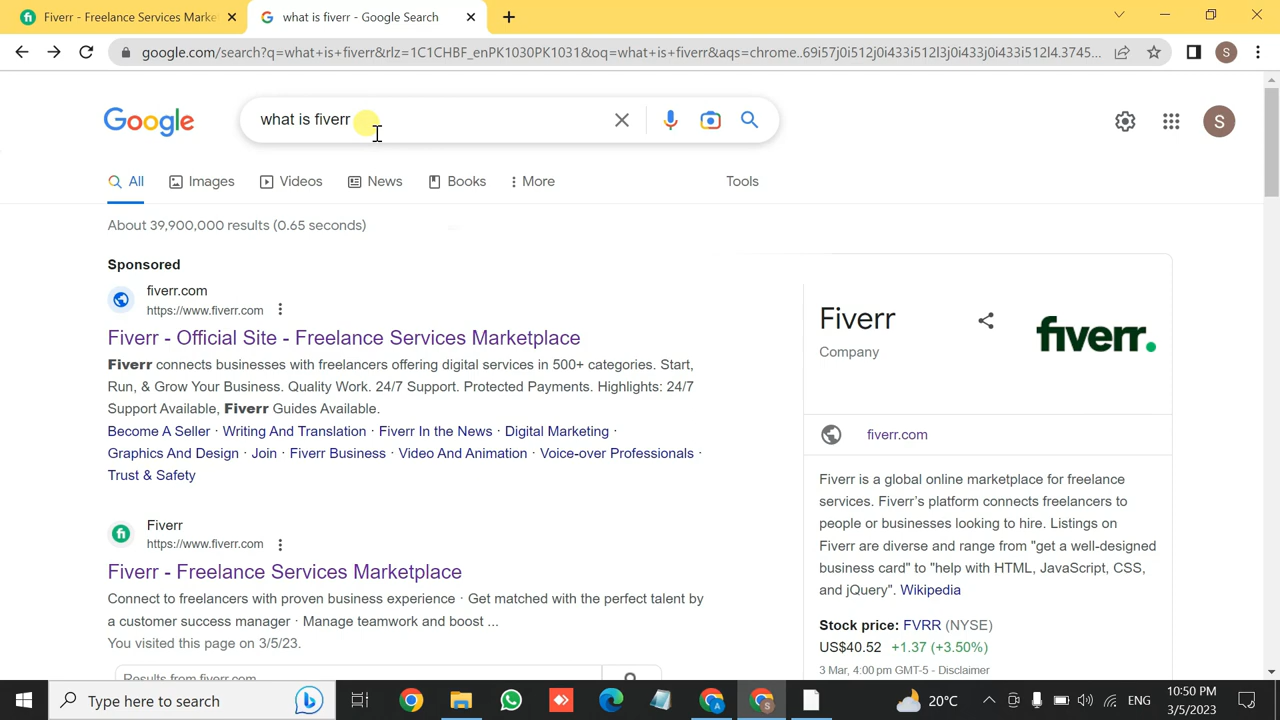 Fiverr - Freelance Services Marke
what is fiverr - Google Search
google.com/search?q=what+is+fiverr&rlz=1C1CHBF_enPK1030PK1031&oq=what+is+fiverr&aqs=chrome..69i57j0i512j0i433i512l3j0i433j0i433i512l4.3745...
S
Google
what is fiverr
S
All
Images
Videos
News
Books
More
Tools
About 39,900,000 results (0.65 seconds)
Sponsored
fiverr.com
https://www.fiverr.com
Fiverr - Official Site - Freelance Services Marketplace
Fiverr connects businesses with freelancers offering digital services in 500+ categories. Start,
Run, & Grow Your Business. Quality Work. 24/7 Support. Protected Payments. Highlights: 24/7
Support Available, Fiverr Guides Available.
Become A Seller · Writing And Translation · Fiverr In the News · Digital Marketing ·
Graphics And Design · Join · Fiverr Business · Video And Animation · Voice-over Professionals ·
Trust & Safety
fi
Fiverr
https://www.fiverr.com
Fiverr - Freelance Services Marketplace
Connect to freelancers with proven business experience · Get matched with the perfect talent by
a customer success manager · Manage teamwork and boost ...
You visited this page on 3/5/23.
Results from fiverr.com
Fiverr
Company
fiverr.
fiverr.com
Fiverr is a global online marketplace for freelance
services. Fiverr's platform connects freelancers to
people or businesses looking to hire. Listings on
Fiverr are diverse and range from "get a well-designed
business card" to "help with HTML, JavaScript, CSS,
and jQuery". Wikipedia
Stock price: FVRR (NYSE)
US$40.52 +1.37 (+3.50%)
3 Mar, 4:00 pm GMT-5 - Disclaimer
Type here to search
20°C
ENG
10:50 PM
3/5/2023